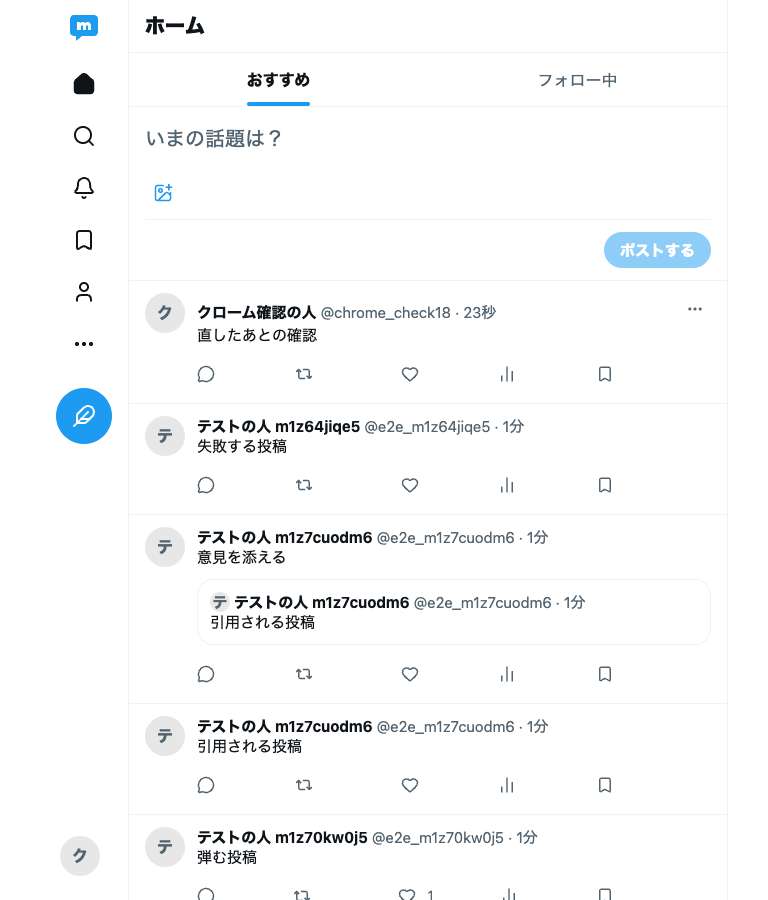 m
ホーム
おすすめ
フォロー中
いまの話題は？
ポストする
ク
クローム確認の人 @chrome_check18 · 23秒
直したあとの確認
テ
テストの人 m1z64jiqe5 @e2e_m1z64jiqe5 · 1分
失敗する投稿
テ
テストの人 m1z7cuodm6 @e2e_m1z7cuodm6 · 1分
意見を添える
テ テストの人 m1z7cuodm6 @e2e_m1z7cuodm6 · 1分
引用される投稿
テ
テストの人 m1z7cuodm6 @e2e_m1z7cuodm6 · 1分
引用される投稿
テ
テストの人 m1z70kw0j5 @e2e_m1z70kw0j5 · 1分
弾む投稿
1
ク